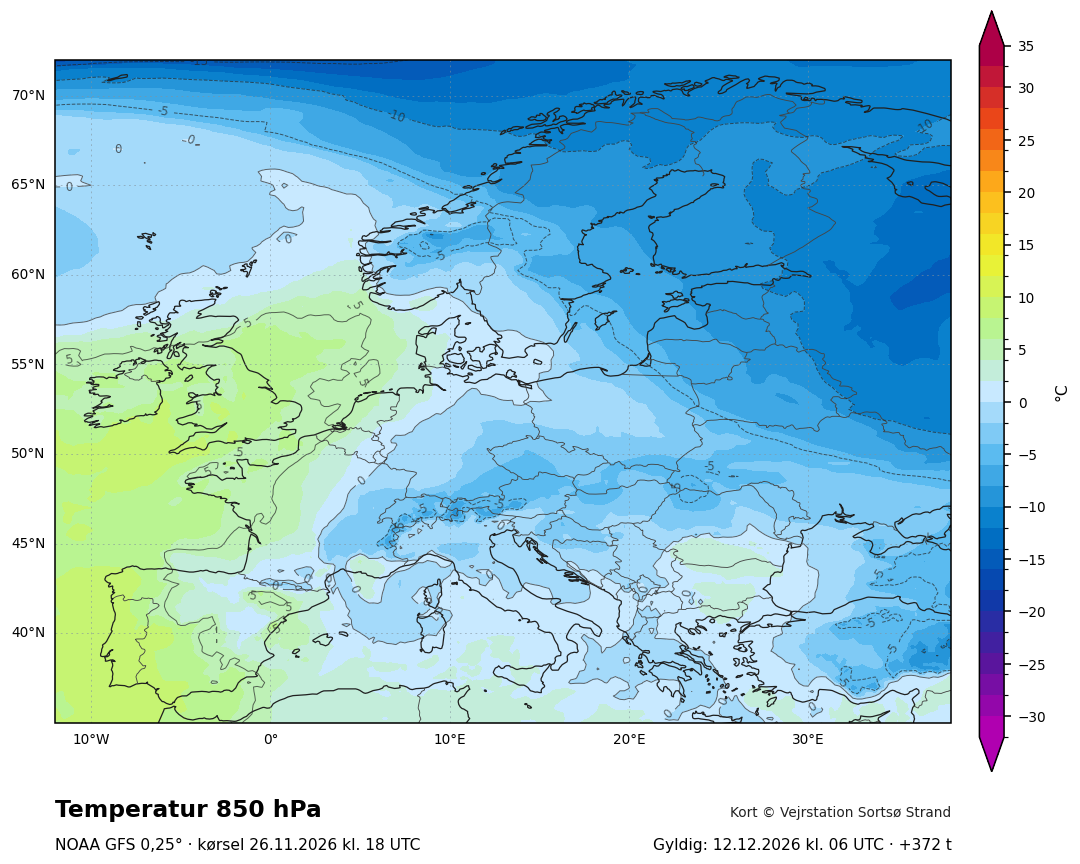 35
30
25
20
15
10
5
0
−5
−10
−15
−20
−25
−30
°C
70°N
65°N
60°N
55°N
50°N
45°N
40°N
10°W
0°
10°E
20°E
30°E
Temperatur 850 hPa
Kort © Vejrstation Sortsø Strand
NOAA GFS 0,25° · kørsel 26.11.2026 kl. 18 UTC
Gyldig: 12.12.2026 kl. 06 UTC · +372 t